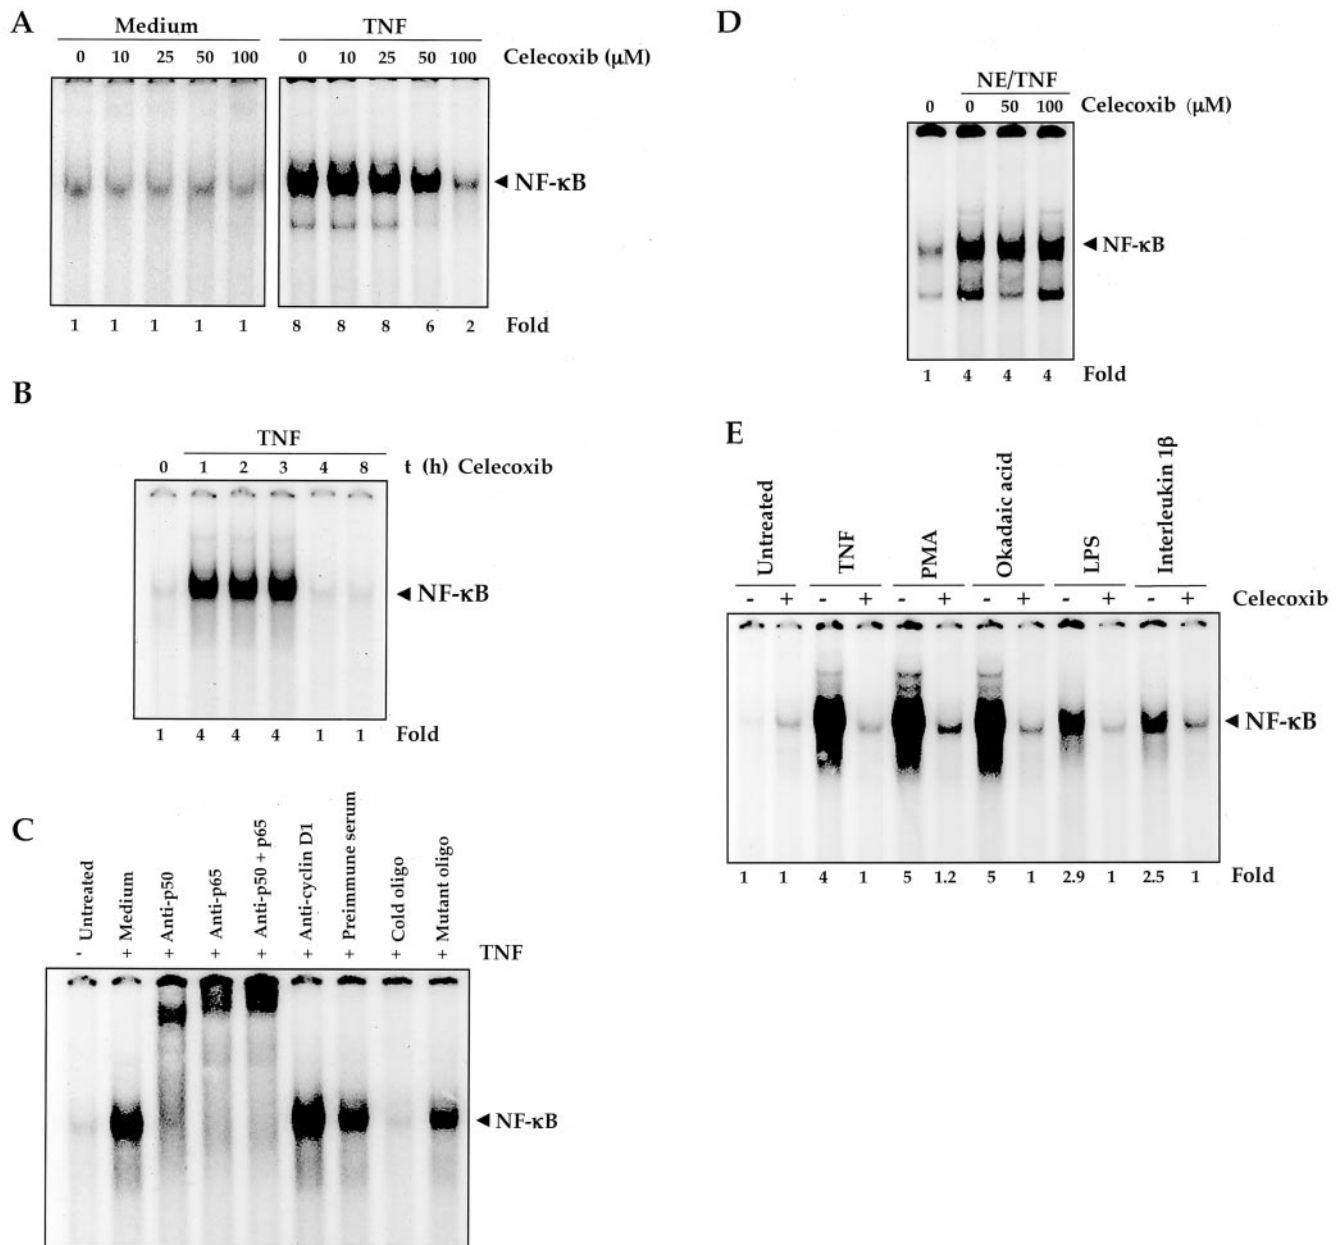 A
Medium TNF
0 10 25 50 100 0 10 25 50 100 Celecoxib (μM)
◄ NF-κB
1 1 1 1 1 8 8 8 6 2 Fold
B
TNF
0 1 2 3 4 8 t (h) Celecoxib
◄ NF-κB
1 4 4 4 1 1 Fold
C
- Untreated
+ Medium
+ Anti-p50
+ Anti-p65
+ Anti-p50 + p65
+ Anti-cyclin D1
+ Preimmune serum
+ Cold oligo
+ Mutant oligo
TNF
◄ NF-κB
D
NE/TNF
0 0 50 100 Celecoxib (μM)
◄ NF-κB
1 4 4 4 Fold
E
Untreated
TNF
PMA
Okadaic acid
LPS
Interleukin 1β
- + - + - + - + - + - + Celecoxib
◄ NF-κB
1 1 4 1 5 1.2 5 1 2.9 1 2.5 1 Fold